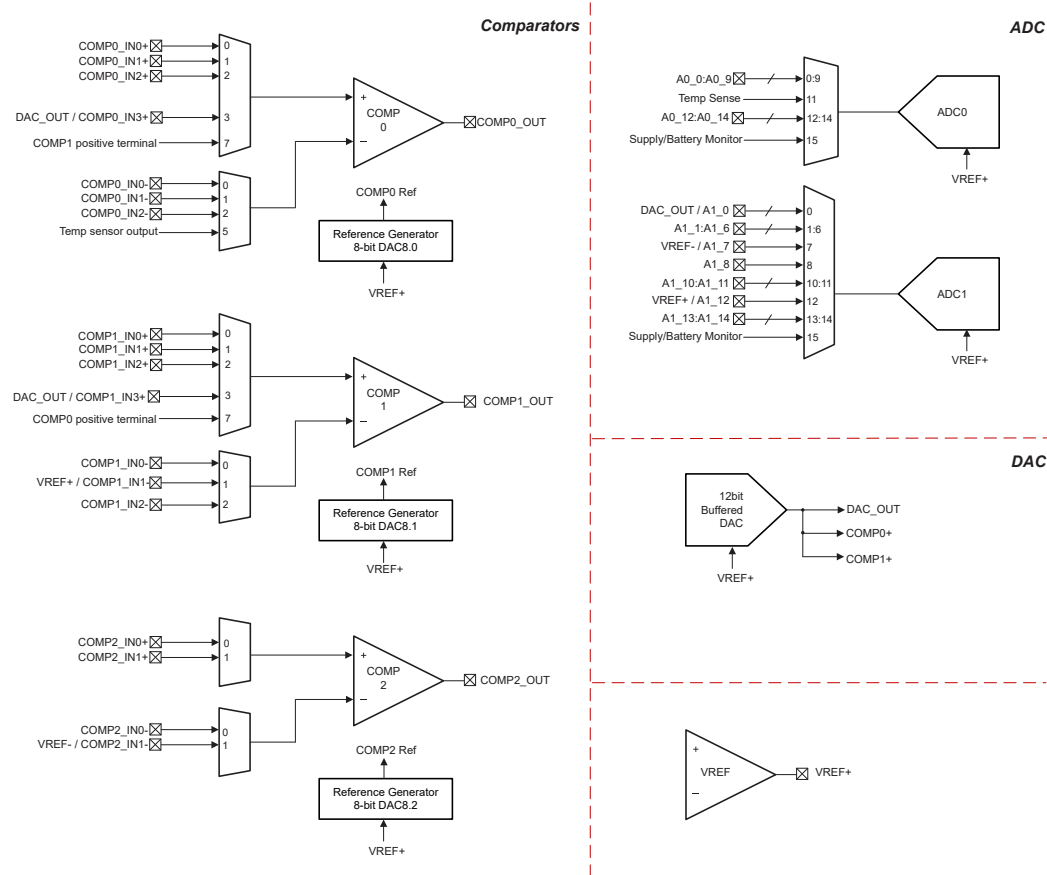 Comparators
COMP0_IN0+
COMP0_IN1+
COMP0_IN2+
DAC_OUT / COMP0_IN3+
COMP1 positive terminal
0
1
2
3
7
COMP0_IN0-
COMP0_IN1-
COMP0_IN2-
Temp sensor output
0
1
2
5
+
COMP
0
–
COMP0_OUT
COMP0 Ref
Reference Generator
8-bit DAC8.0
VREF+
COMP1_IN0+
COMP1_IN1+
COMP1_IN2+
DAC_OUT / COMP1_IN3+
COMP0 positive terminal
0
1
2
3
7
COMP1_IN0-
VREF+ / COMP1_IN1-
COMP1_IN2-
0
1
2
+
COMP
1
–
COMP1_OUT
COMP1 Ref
Reference Generator
8-bit DAC8.1
VREF+
COMP2_IN0+
COMP2_IN1+
0
1
COMP2_IN0-
VREF- / COMP2_IN1-
0
1
+
COMP
2
–
COMP2_OUT
COMP2 Ref
Reference Generator
8-bit DAC8.2
VREF+
ADC
A0_0:A0_9
Temp Sense
A0_12:A0_14
Supply/Battery Monitor
0:9
11
12:14
15
ADC0
VREF+
DAC_OUT / A1_0
A1_1:A1_6
VREF- / A1_7
A1_8
A1_10:A1_11
VREF+ / A1_12
A1_13:A1_14
Supply/Battery Monitor
0
1:6
7
8
10:11
12
13:14
15
ADC1
VREF+
DAC
12bit
Buffered
DAC
DAC_OUT
COMP0+
COMP1+
VREF+
+
VREF
–
VREF+